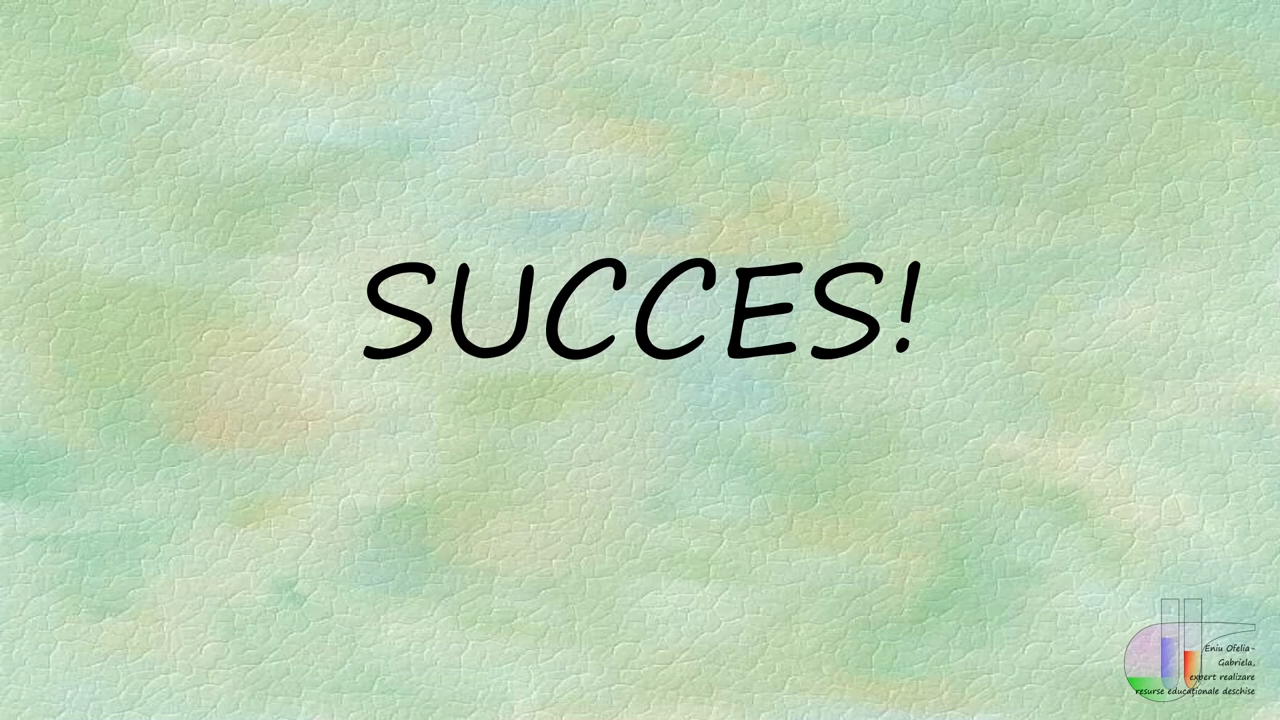 SUCCES!
Eniu Ofelia-
Gabriela,
expert realizare
resurse educaționale deschise